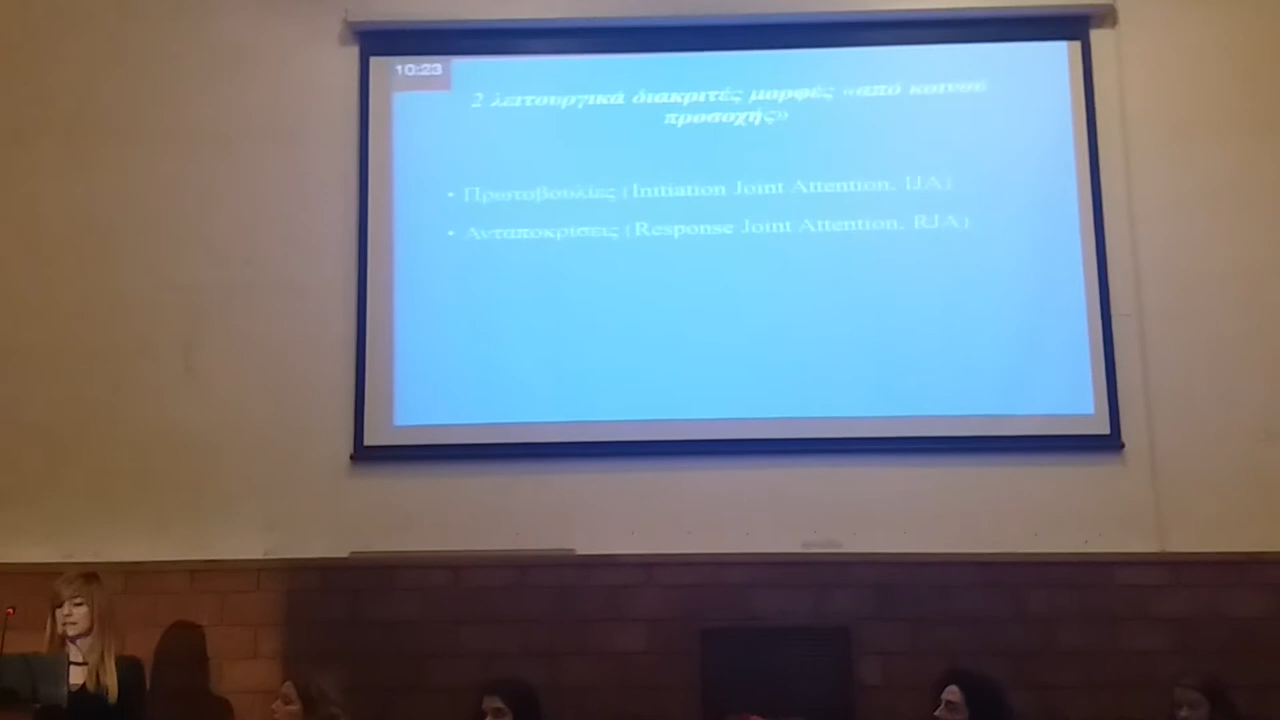 10:23
2 λειτουργικά διακριτές μορφές «από κοινού
προσοχής»
• Πρωτοβουλίες (Initiation Joint Attention, IJA)
• Ανταποκρίσεις (Response Joint Attention, RJA)